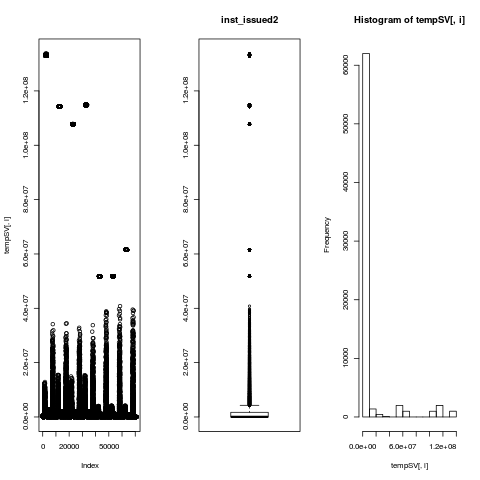 inst_issued2
Histogram of tempSV[, i]
tempSV[, i]
0.0e+00
2.0e+07
4.0e+07
6.0e+07
8.0e+07
1.0e+08
1.2e+08
0
20000
50000
Index
0.0e+00
2.0e+07
4.0e+07
6.0e+07
8.0e+07
1.0e+08
1.2e+08
Frequency
0
10000
20000
30000
40000
50000
60000
0.0e+00
6.0e+07
1.2e+08
tempSV[, i]